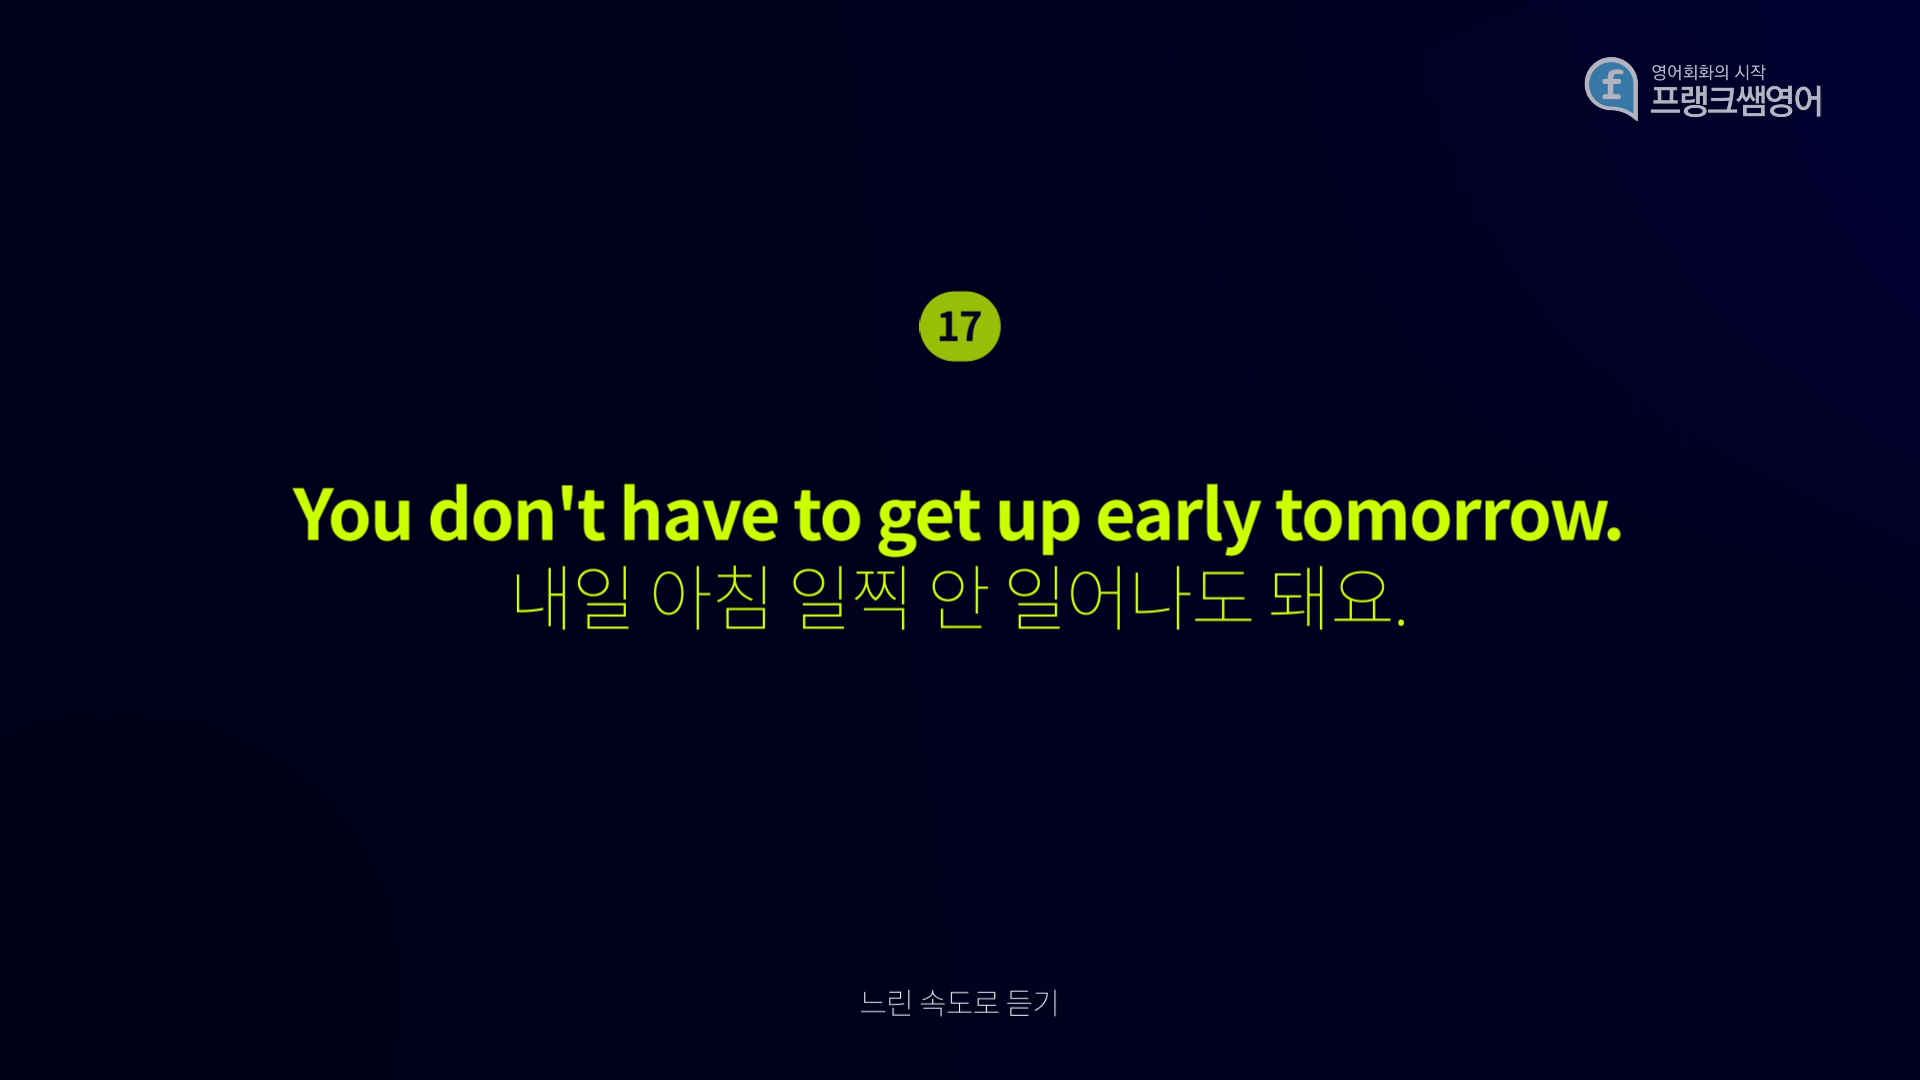 영어회화의 시작
프랭크쌤영어
17
You don't have to get up early tomorrow.
내일 아침 일찍 안 일어나도 돼요.
느린 속도로 듣기